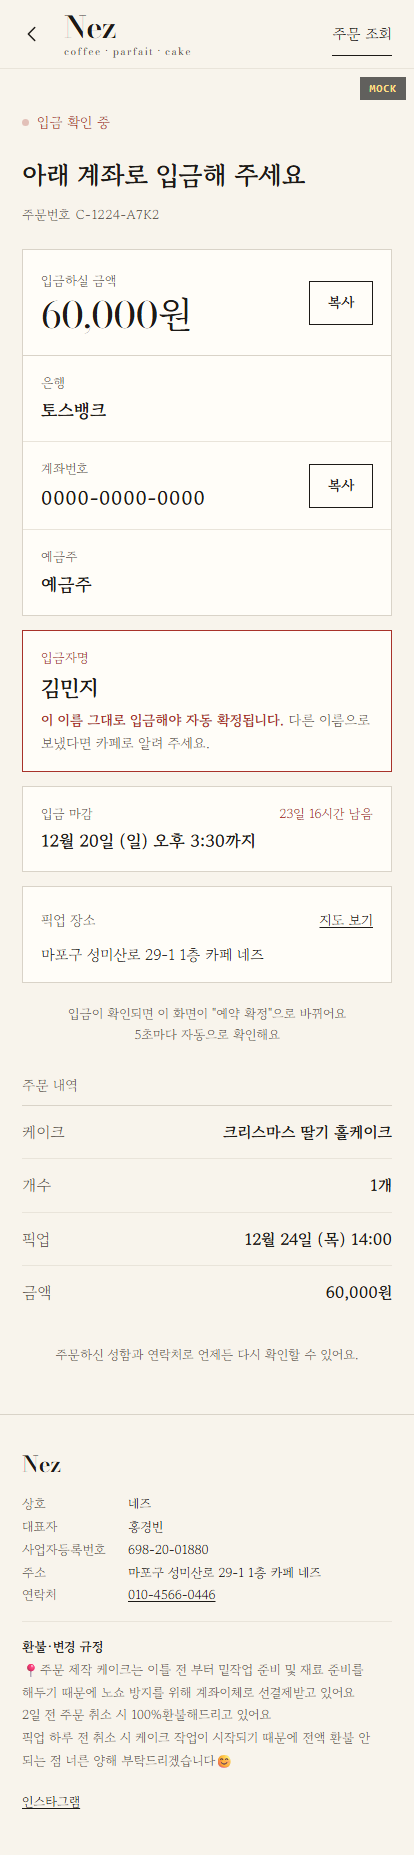 Nez
coffee · parfait · cake
주문 조회
MOCK
입금 확인 중
아래 계좌로 입금해 주세요
주문번호 C-1224-A7K2
입금하실 금액
60,000원
복사
은행
토스뱅크
계좌번호
0000-0000-0000
복사
예금주
예금주
입금자명
김민지
이 이름 그대로 입금해야 자동 확정됩니다. 다른 이름으로
보냈다면 카페로 알려 주세요.
입금 마감
23일 16시간 남음
12월 20일 (일) 오후 3:30까지
픽업 장소
지도 보기
마포구 성미산로 29-1 1층 카페 네즈
입금이 확인되면 이 화면이 "예약 확정"으로 바뀌어요
5초마다 자동으로 확인해요
주문 내역
케이크 크리스마스 딸기 홀케이크
개수 1개
픽업 12월 24일 (목) 14:00
금액 60,000원
주문하신 성함과 연락처로 언제든 다시 확인할 수 있어요.
Nez
상호 네즈
대표자 홍경빈
사업자등록번호 698-20-01880
주소 마포구 성미산로 29-1 1층 카페 네즈
연락처 010-4566-0446
환불·변경 규정
📍주문 제작 케이크는 이틀 전 부터 밑작업 준비 및 재료 준비를
해두기 때문에 노쇼 방지를 위해 계좌이체로 선결제받고 있어요
2일 전 주문 취소 시 100%환불해드리고 있어요
픽업 하루 전 취소 시 케이크 작업이 시작되기 때문에 전액 환불 안
되는 점 너른 양해 부탁드리겠습니다😊
인스타그램